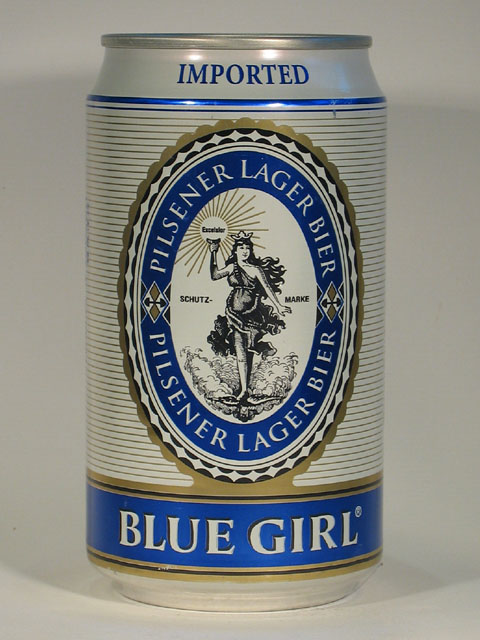 IMPORTED
PILSENER LAGER BIER
Excelsior
SCHUTZ- MARKE
PILSENER LAGER BIER
BLUE GIRL®